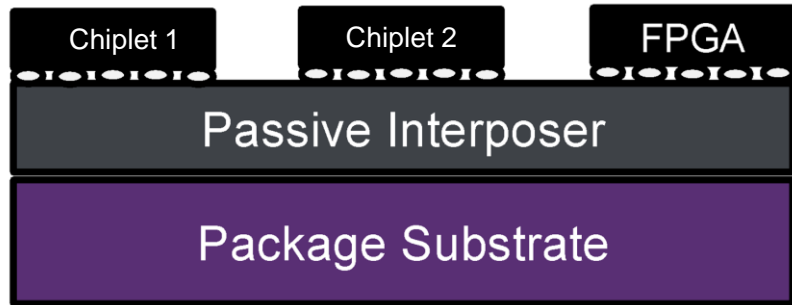 Chiplet 1
Chiplet 2
FPGA
Passive Interposer
Package Substrate